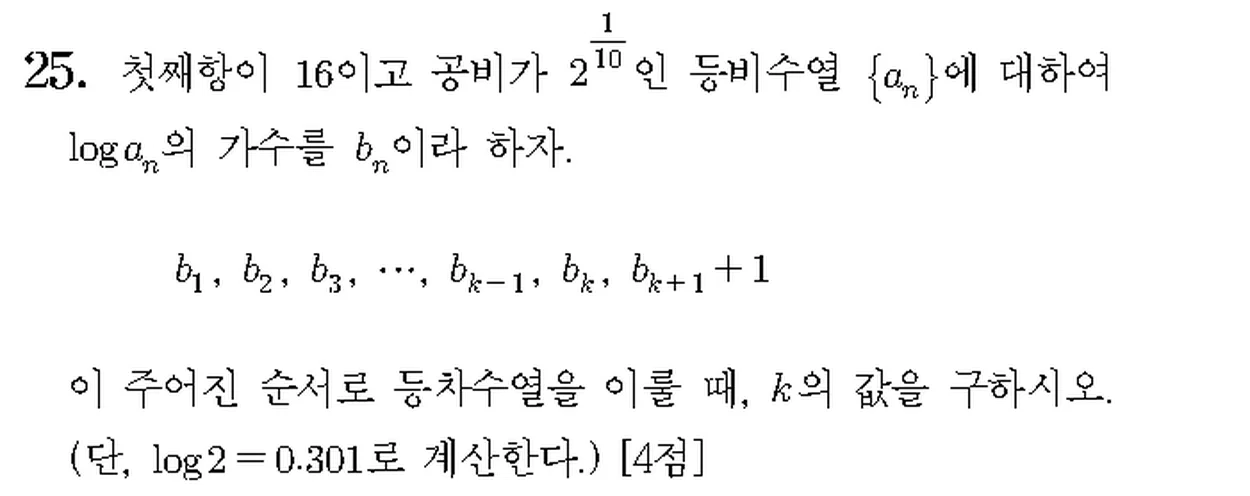 25. 첫째항이 16이고 공비가 2^{\frac{1}{10}}인 등비수열 {a_n}에 대하여
log a_n의 가수를 b_n이라 하자.
b_1, b_2, b_3, ⋯, b_{k-1}, b_k, b_{k+1}+1
이 주어진 순서로 등차수열을 이룰 때, k의 값을 구하시오.
(단, log2=0.301로 계산한다.) [4점]